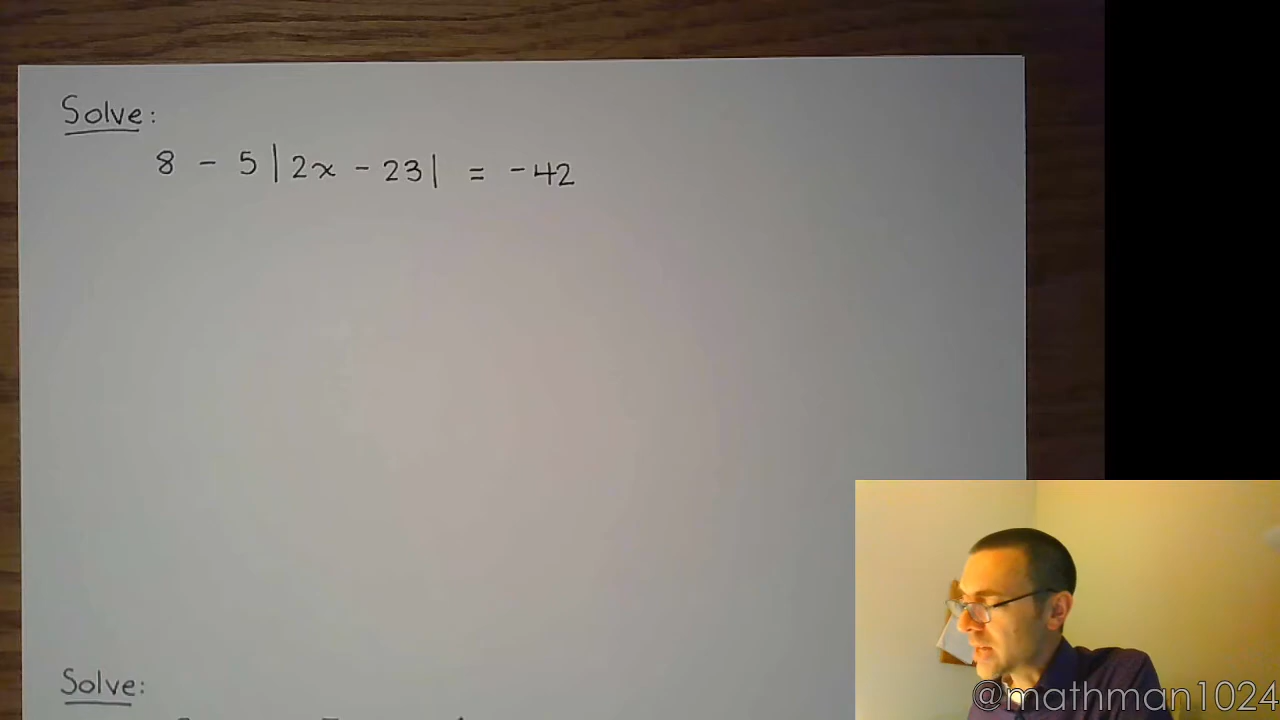 Solve:
8 - 5|2x - 23| = -42
Solve:
@mathman1024